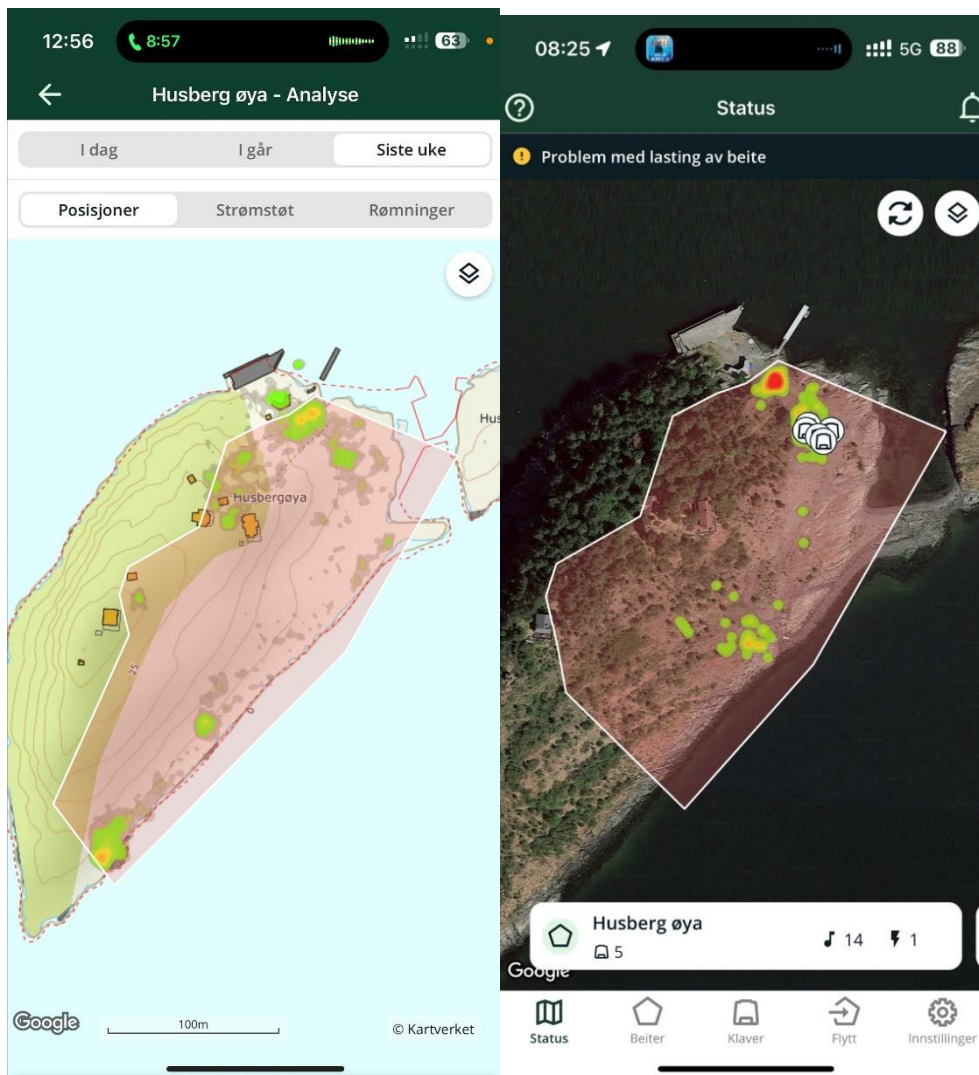 12:56
8:57
63
Husberg øya - Analyse
I dag
I går
Siste uke
Posisjoner
Strømstøt
Rømninger
Hus
Husbergøya
25
Google
100m
© Kartverket
08:25
5G
88
Status
Problem med lasting av beite
Husberg øya
5
14
1
Google
Status
Beiter
Klaver
Flytt
Innstillinger